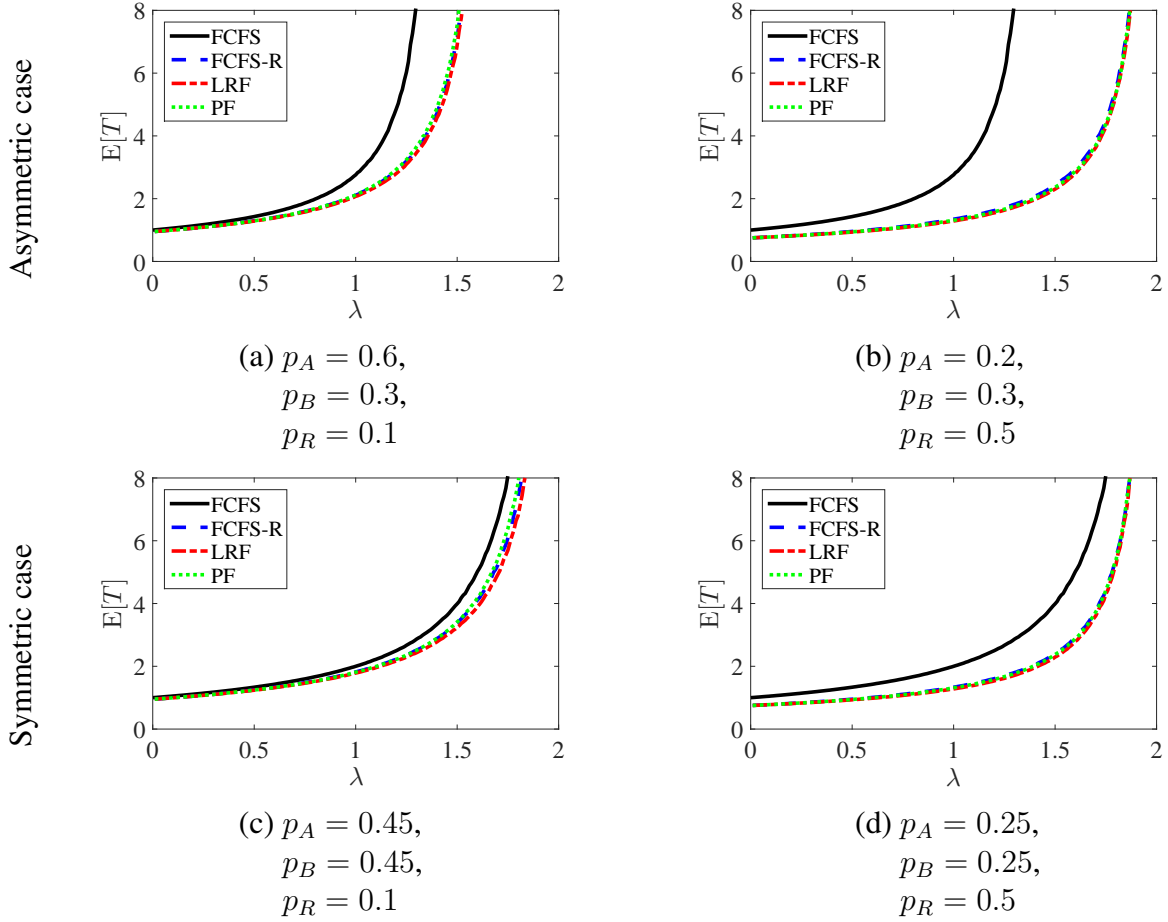 Asymmetric case
8
6
4
2
0
E[T]
FCFS
FCFS-R
LRF
PF
0 0.5 1 1.5 2
λ
(a) p_A = 0.6,
p_B = 0.3,
p_R = 0.1
8
6
4
2
0
E[T]
FCFS
FCFS-R
LRF
PF
0 0.5 1 1.5 2
λ
(b) p_A = 0.2,
p_B = 0.3,
p_R = 0.5
Symmetric case
8
6
4
2
0
E[T]
FCFS
FCFS-R
LRF
PF
0 0.5 1 1.5 2
λ
(c) p_A = 0.45,
p_B = 0.45,
p_R = 0.1
8
6
4
2
0
E[T]
FCFS
FCFS-R
LRF
PF
0 0.5 1 1.5 2
λ
(d) p_A = 0.25,
p_B = 0.25,
p_R = 0.5